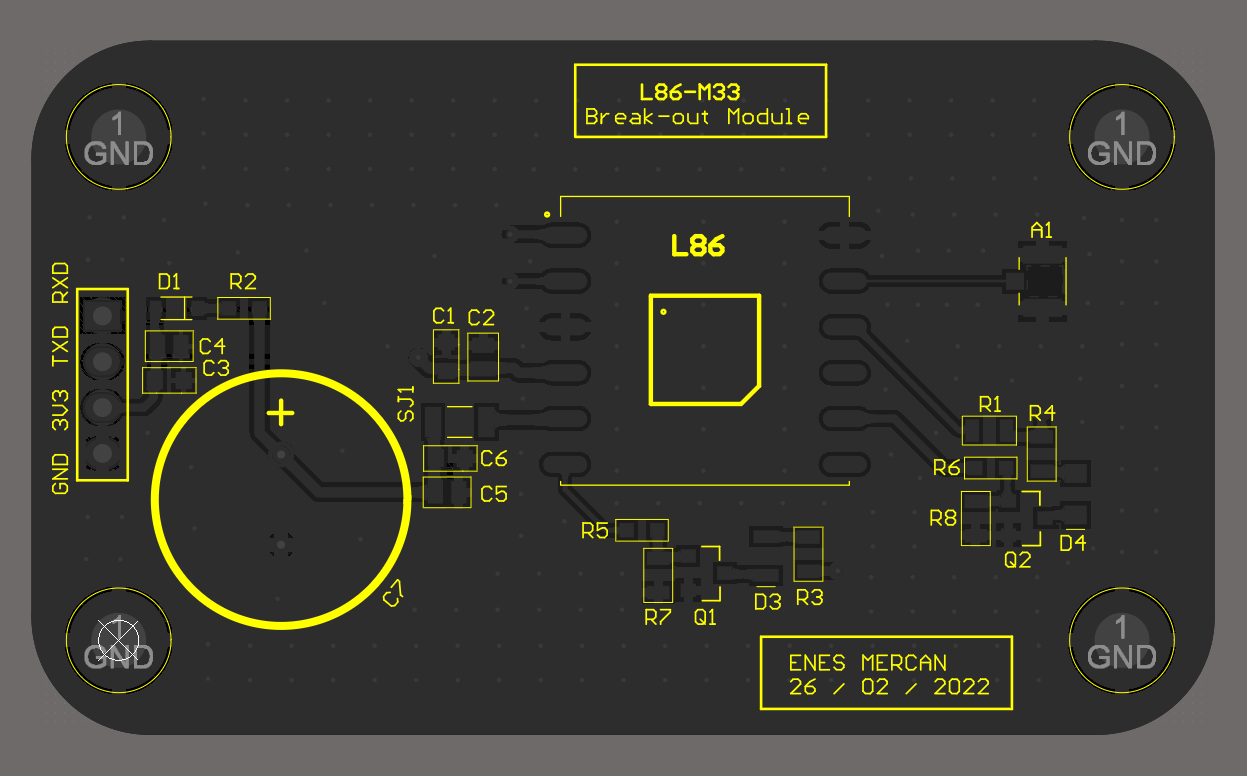 L86-M33
Break-out Module
1
GND
1
GND
A1
L86
RXD
TXD
3V3
GND
D1
R2
C4
C3
C1
C2
SJ1
C6
C5
C7
R1
R4
R6
R8
Q2
D4
R5
R7
Q1
D3
R3
1
GND
1
GND
ENES MERCAN
26 / 02 / 2022